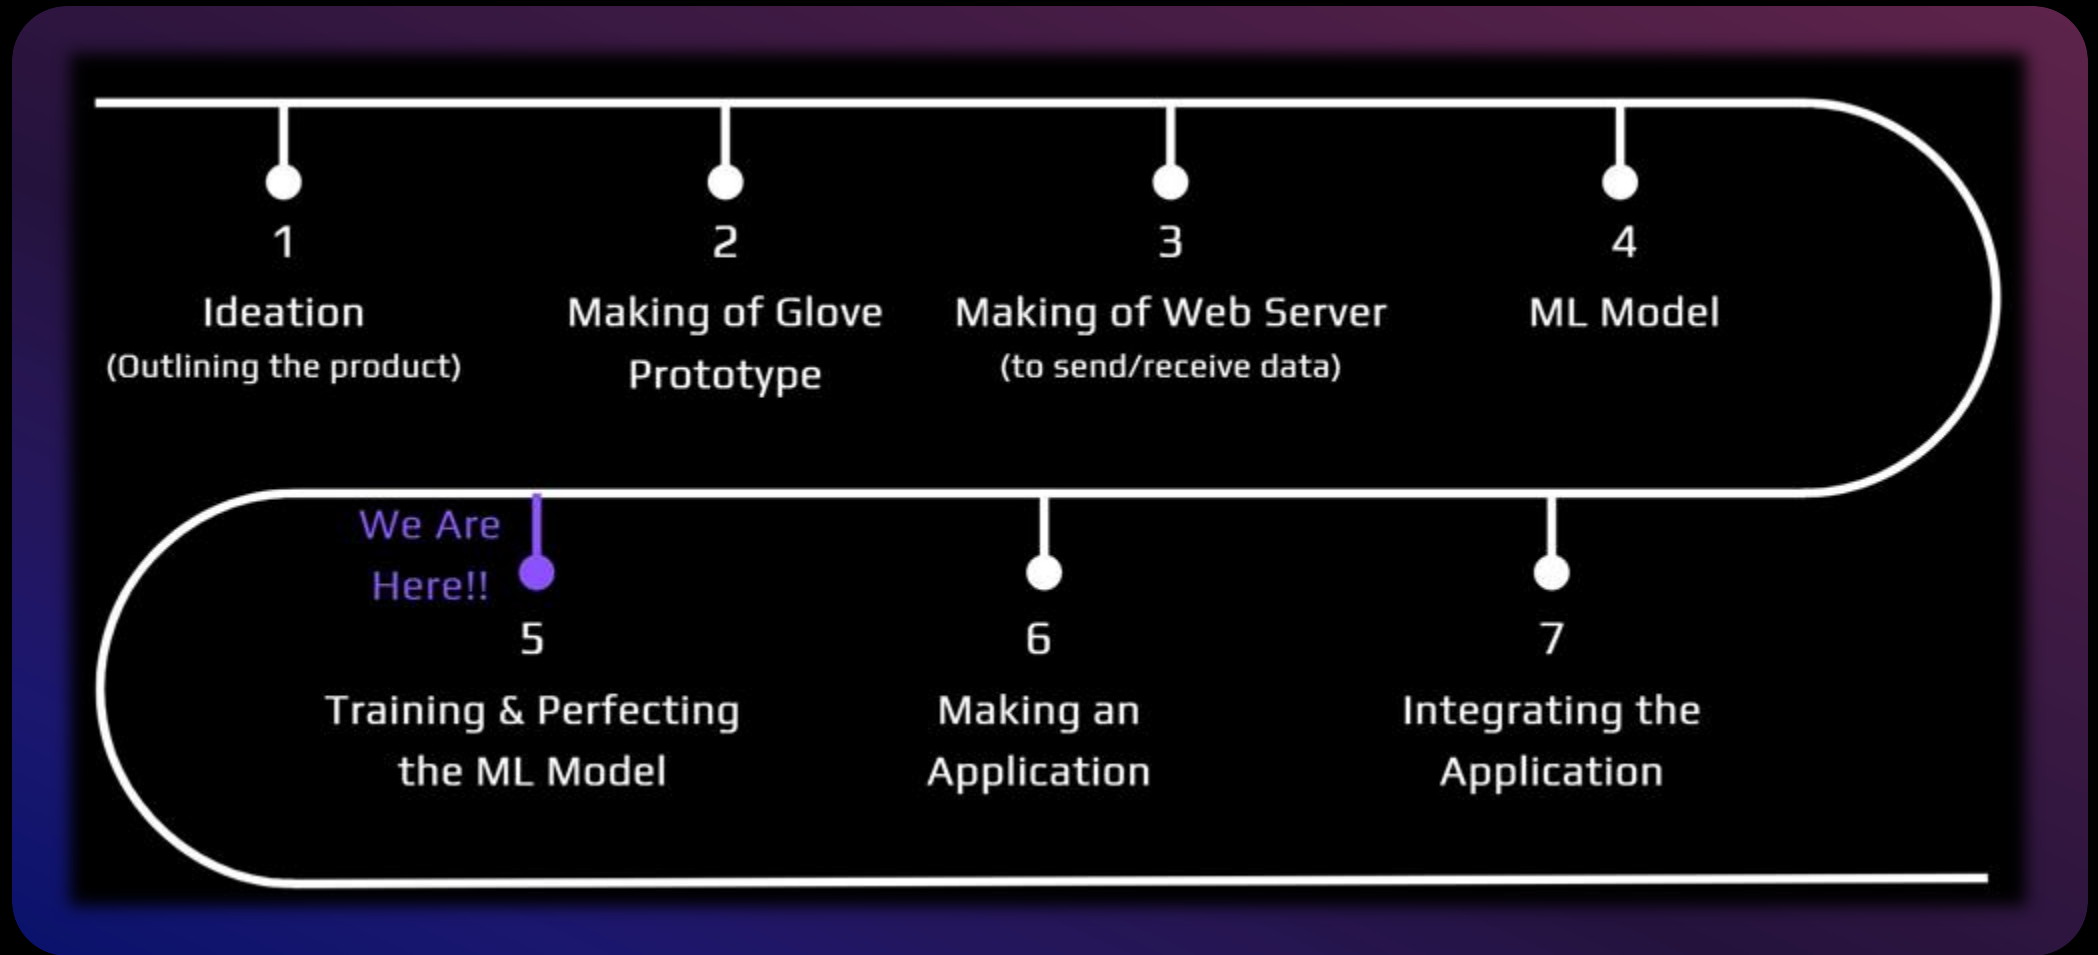 1
Ideation
(Outlining the product)
2
Making of Glove
Prototype
3
Making of Web Server
(to send/receive data)
4
ML Model
We Are
Here!!
5
Training & Perfecting
the ML Model
6
Making an
Application
7
Integrating the
Application